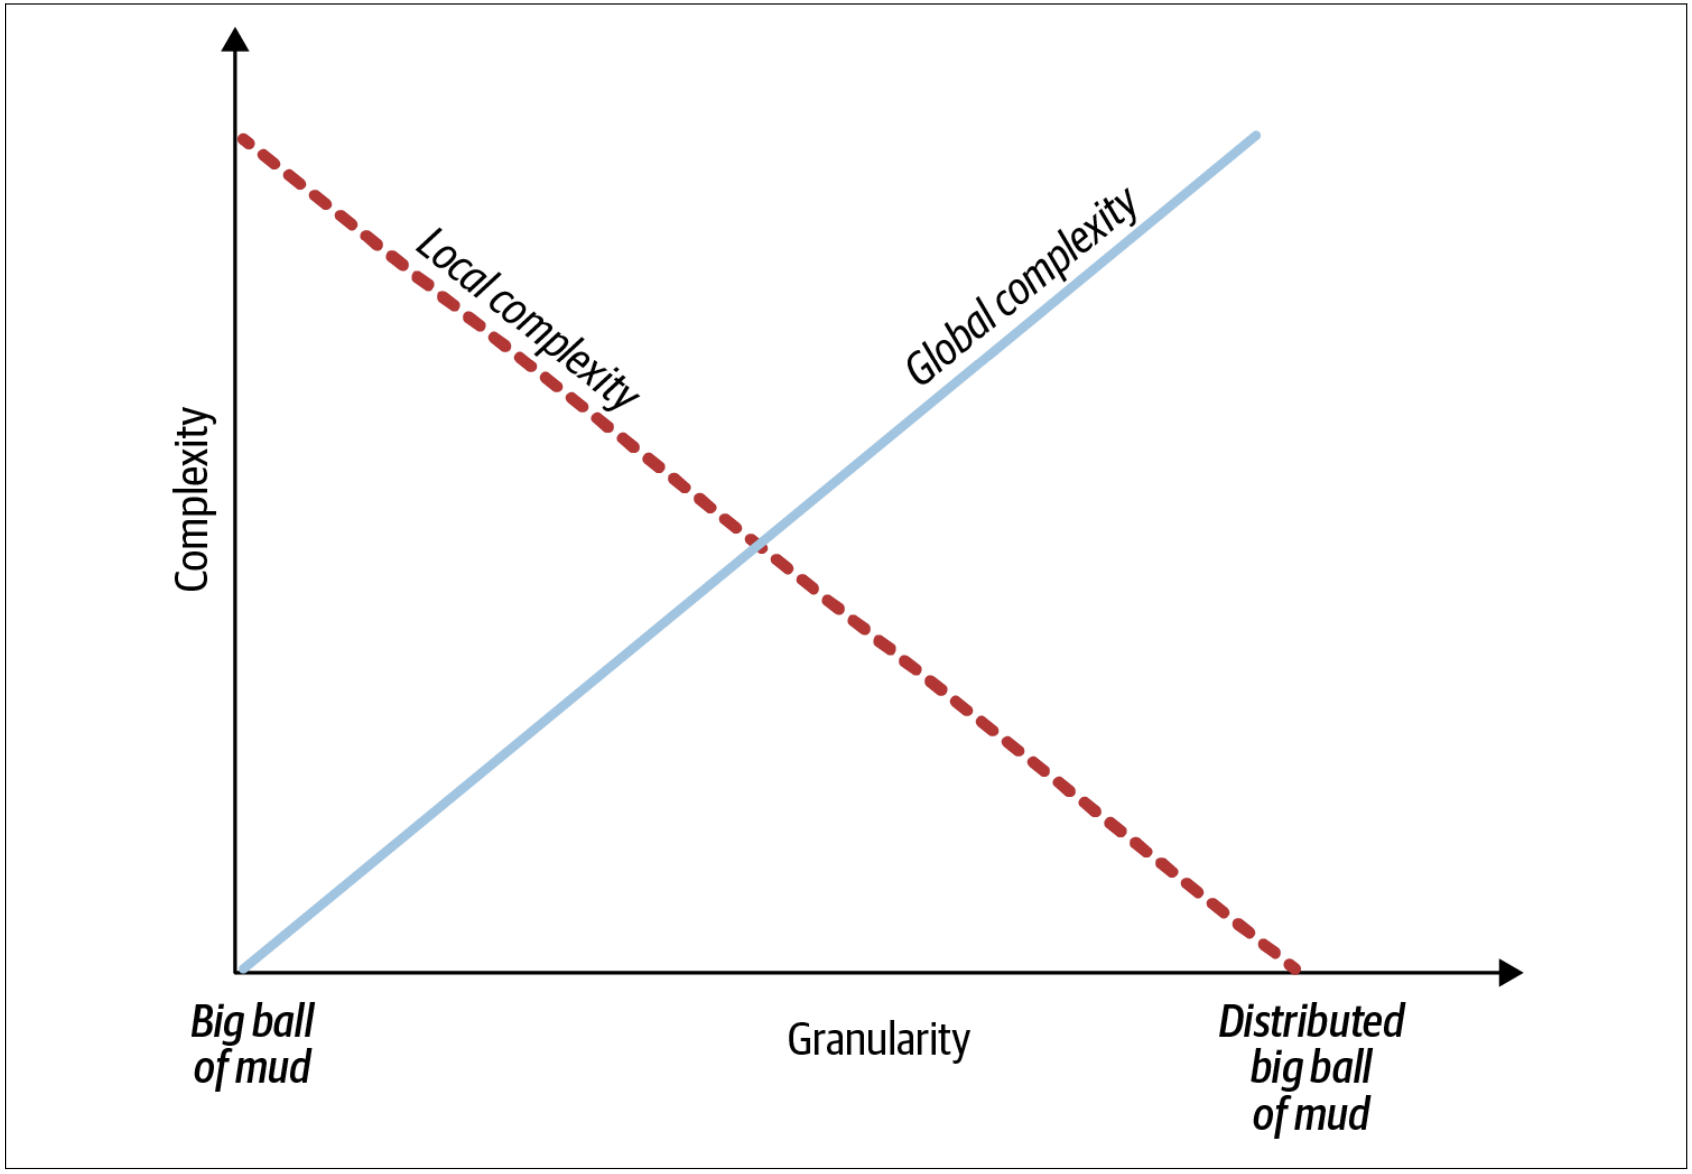 Local complexity
Global complexity
Complexity
Big ball
of mud
Granularity
Distributed
big ball
of mud